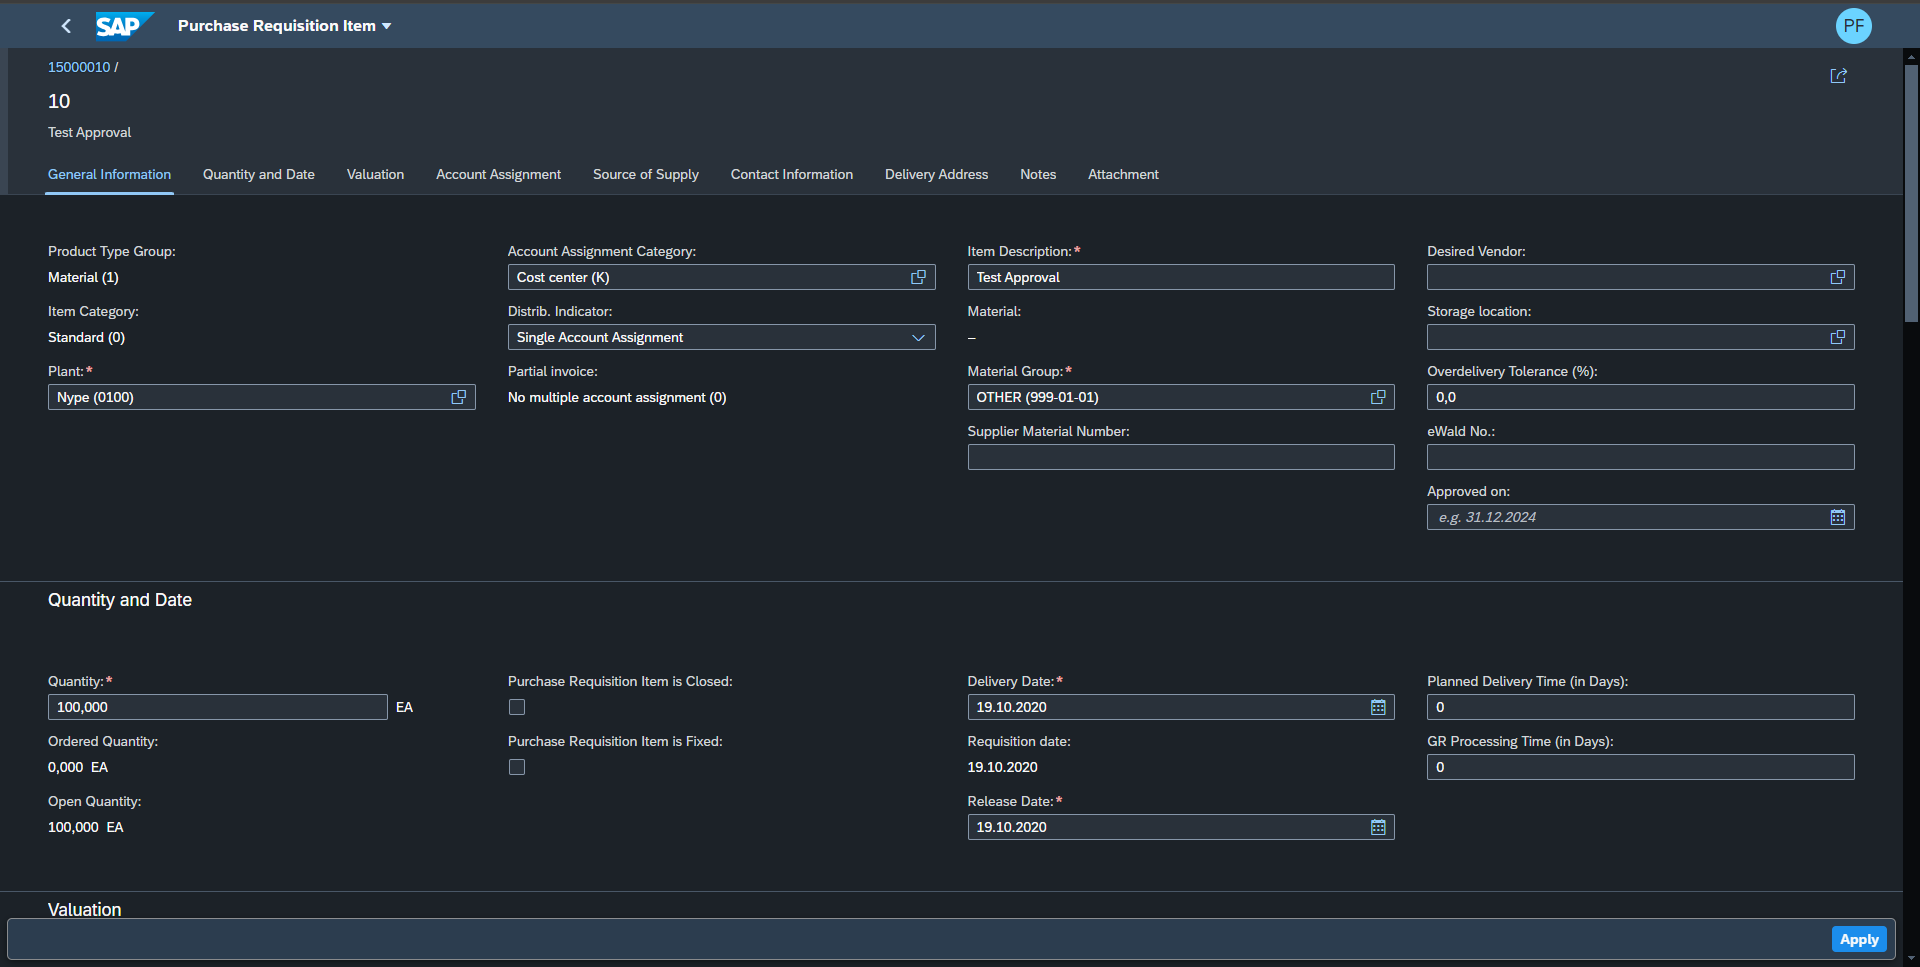 SAP Purchase Requisition Item PF
15000010 /
10
Test Approval
General Information Quantity and Date Valuation Account Assignment Source of Supply Contact Information Delivery Address Notes Attachment
Product Type Group:
Material (1)
Item Category:
Standard (0)
Plant:*
Nype (0100)
Account Assignment Category:
Cost center (K)
Distrib. Indicator:
Single Account Assignment
Partial invoice:
No multiple account assignment (0)
Item Description:*
Test Approval
Material:
–
Material Group:*
OTHER (999-01-01)
Supplier Material Number:
Desired Vendor:
Storage location:
Overdelivery Tolerance (%):
0,0
eWald No.:
Approved on:
e.g. 31.12.2024
Quantity and Date
Quantity:*
100,000 EA
Ordered Quantity:
0,000 EA
Open Quantity:
100,000 EA
Purchase Requisition Item is Closed:
Purchase Requisition Item is Fixed:
Delivery Date:*
19.10.2020
Requisition date:
19.10.2020
Release Date:*
19.10.2020
Planned Delivery Time (in Days):
0
GR Processing Time (in Days):
0
Valuation
Apply